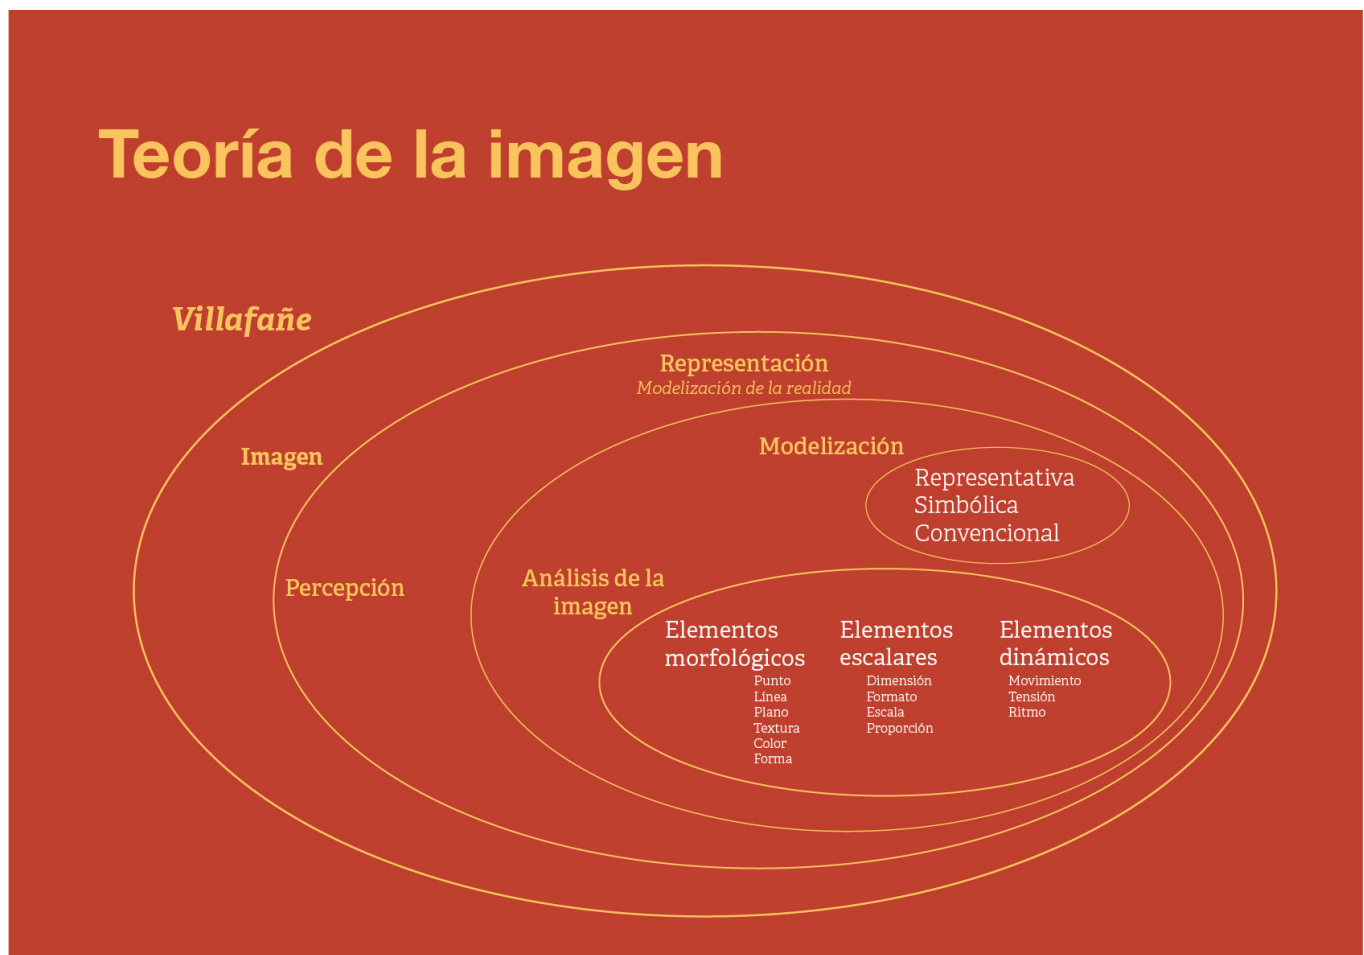 Teoría de la imagen
Villafañe
Representación
Modelización de la realidad
Imagen
Modelización
Representativa
Simbólica
Convencional
Percepción
Análisis de la
imagen
Elementos
morfológicos
Punto
Línea
Plano
Textura
Color
Forma
Elementos
escalares
Dimensión
Formato
Escala
Proporción
Elementos
dinámicos
Movimiento
Tensión
Ritmo